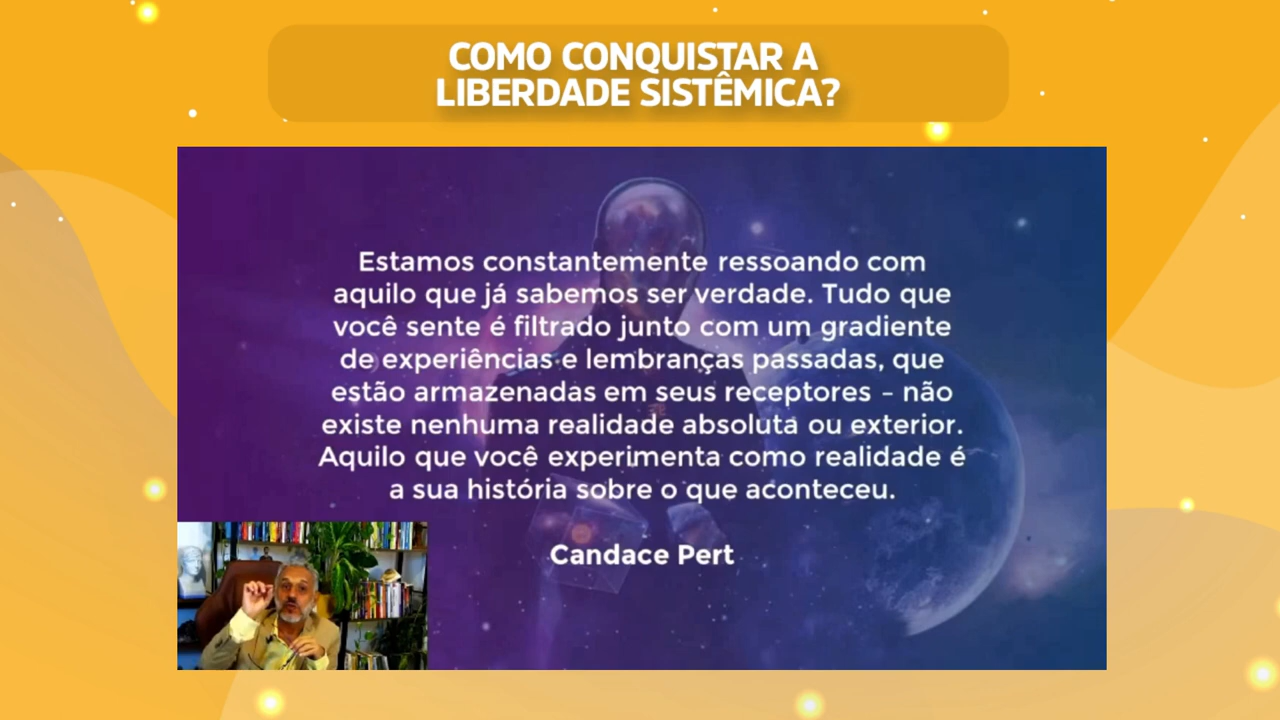 COMO CONQUISTAR A
LIBERDADE SISTÊMICA?
Estamos constantemente ressoando com
aquilo que já sabemos ser verdade. Tudo que
você sente é filtrado junto com um gradiente
de experiências e lembranças passadas, que
estão armazenadas em seus receptores – não
existe nenhuma realidade absoluta ou exterior.
Aquilo que você experimenta como realidade é
a sua história sobre o que aconteceu.
Candace Pert